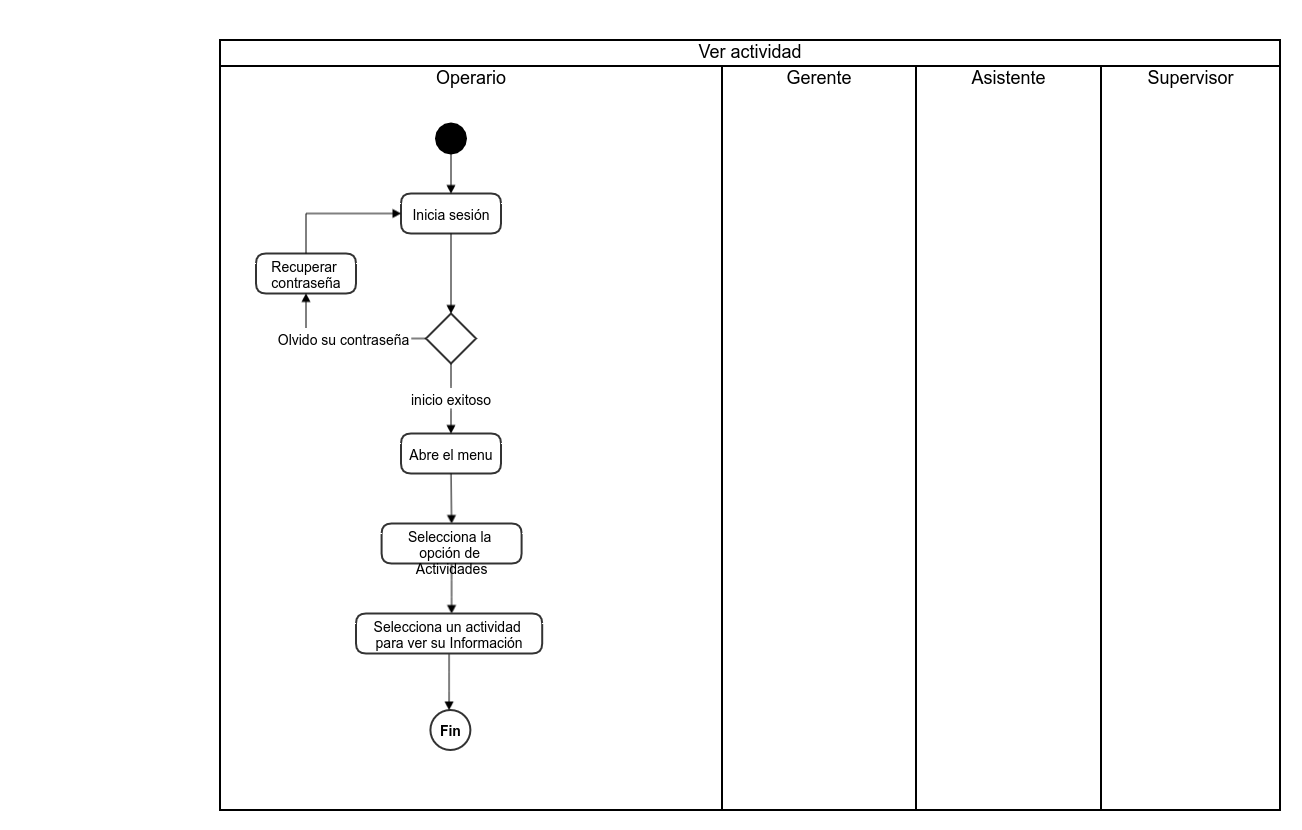 Ver actividad
Operario
Gerente
Asistente
Supervisor
Inicia sesión
Recuperar
contraseña
Olvido su contraseña
inicio exitoso
Abre el menu
Selecciona la
opción de
Actividades
Selecciona un actividad
para ver su Información
Fin